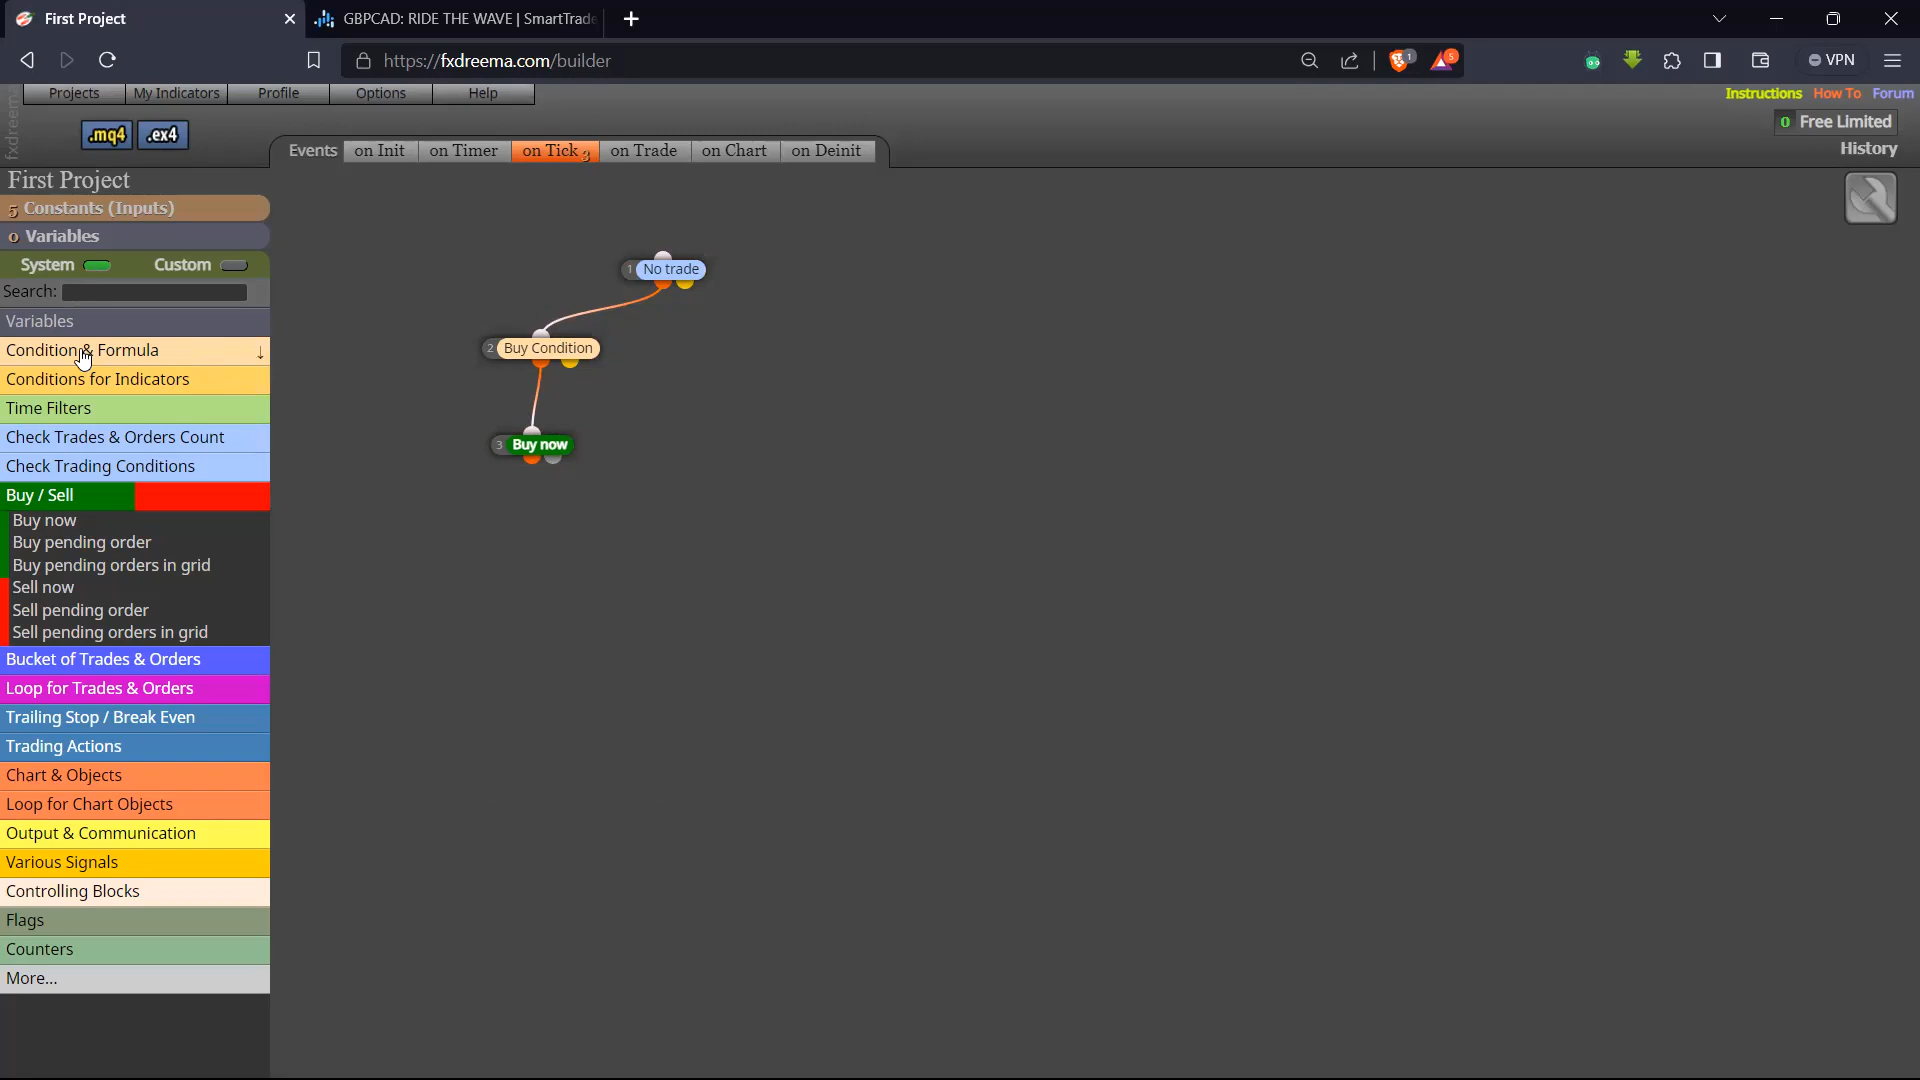 First Project
GBPCAD: RIDE THE WAVE | SmartTrade
https://fxdreema.com/builder
1
5
VPN
Projects
My Indicators
Profile
Options
Help
Instructions
How To
Forum
fxdreema
.mq4
.ex4
0 Free Limited
History
Events
on Init
on Timer
on Tick 3
on Trade
on Chart
on Deinit
First Project
5 Constants (Inputs)
0 Variables
System
Custom
Search:
Variables
Condition & Formula ↓
Conditions for Indicators
Time Filters
Check Trades & Orders Count
Check Trading Conditions
Buy / Sell
Buy now
Buy pending order
Buy pending orders in grid
Sell now
Sell pending order
Sell pending orders in grid
Bucket of Trades & Orders
Loop for Trades & Orders
Trailing Stop / Break Even
Trading Actions
Chart & Objects
Loop for Chart Objects
Output & Communication
Various Signals
Controlling Blocks
Flags
Counters
More...
1 No trade
2 Buy Condition
3 Buy now